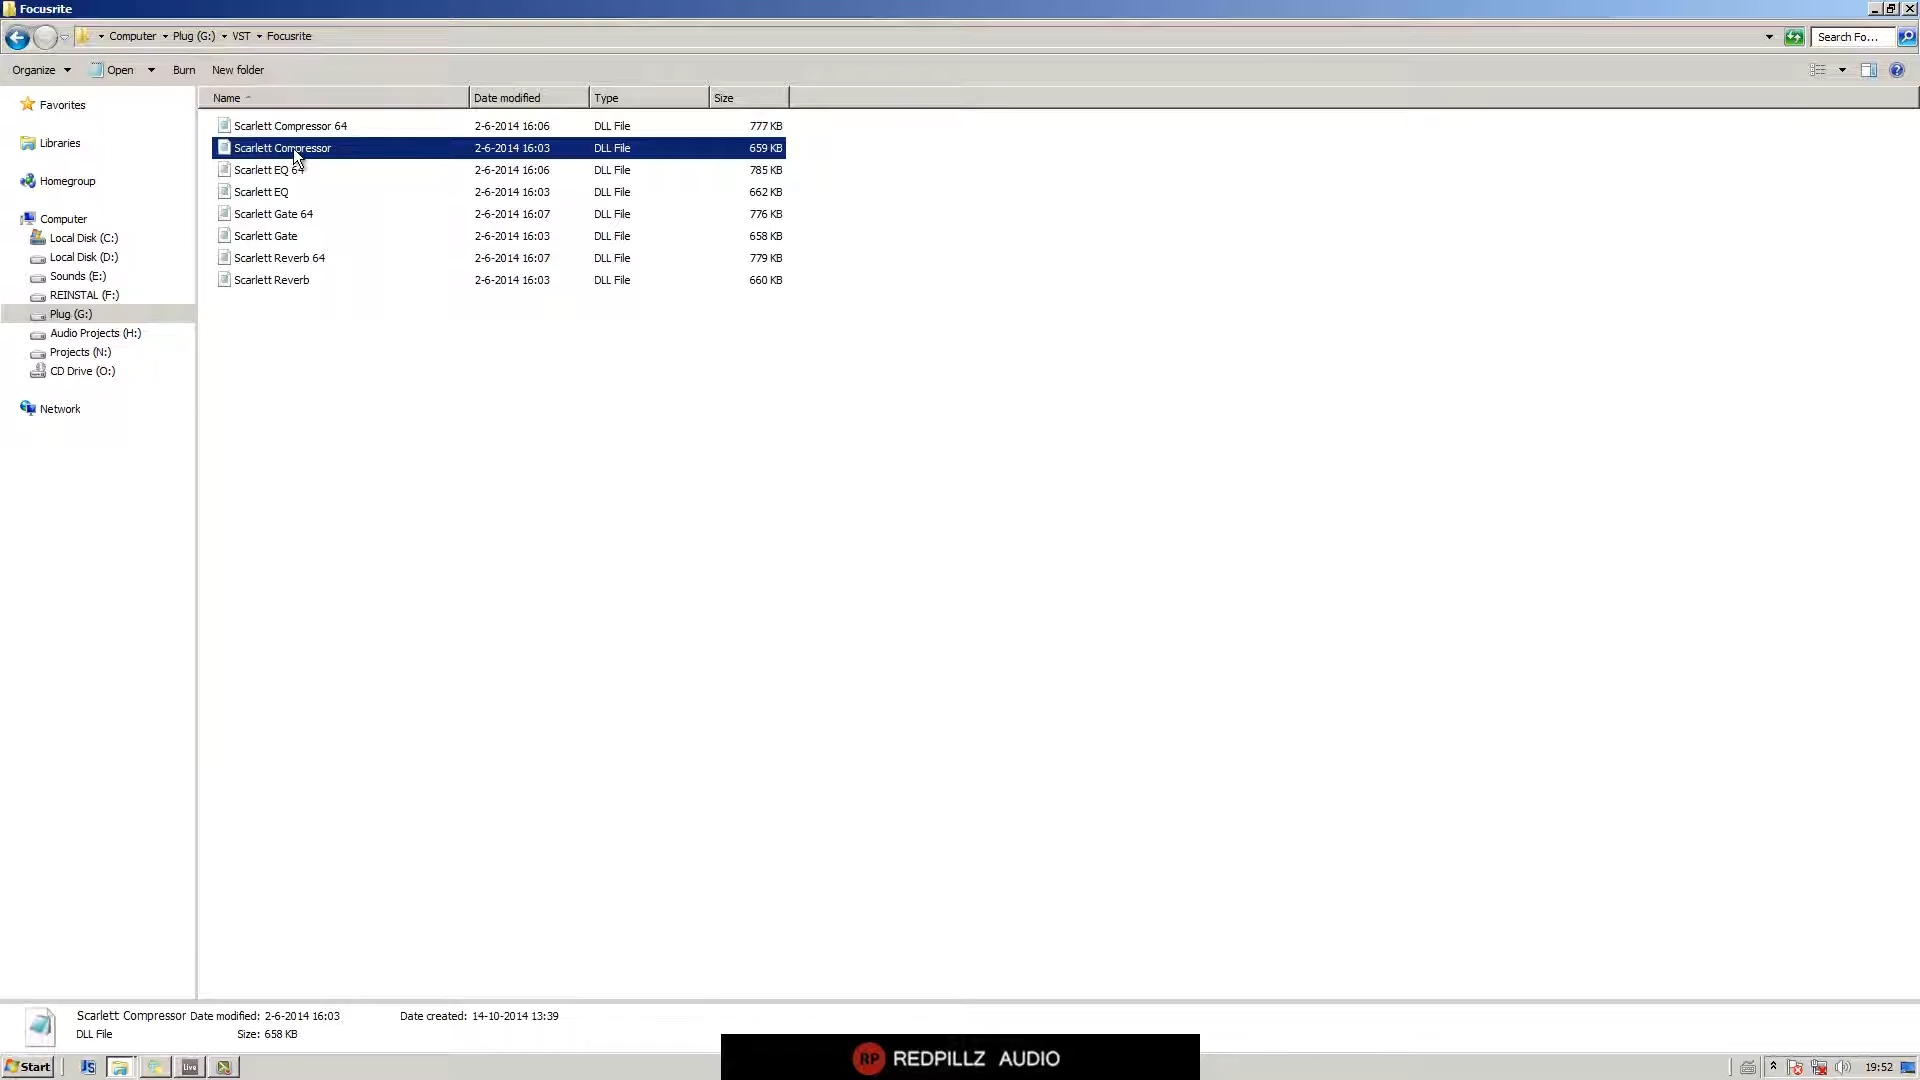 Focusrite
Computer Plug (G:) VST Focusrite Search Fo...
Organize Open Burn New folder
Name Date modified Type Size
Favorites
Libraries
Homegroup
Computer
Local Disk (C:)
Local Disk (D:)
Sounds (E:)
REINSTAL (F:)
Plug (G:)
Audio Projects (H:)
Projects (N:)
CD Drive (O:)
Network
Scarlett Compressor 64 2-6-2014 16:06 DLL File 777 KB
Scarlett Compressor 2-6-2014 16:03 DLL File 659 KB
Scarlett EQ 64 2-6-2014 16:06 DLL File 785 KB
Scarlett EQ 2-6-2014 16:03 DLL File 662 KB
Scarlett Gate 64 2-6-2014 16:07 DLL File 776 KB
Scarlett Gate 2-6-2014 16:03 DLL File 658 KB
Scarlett Reverb 64 2-6-2014 16:07 DLL File 779 KB
Scarlett Reverb 2-6-2014 16:03 DLL File 660 KB
Scarlett Compressor Date modified: 2-6-2014 16:03 Date created: 14-10-2014 13:39
DLL File Size: 658 KB
RP REDPILLZ AUDIO
Start JS live 19:52